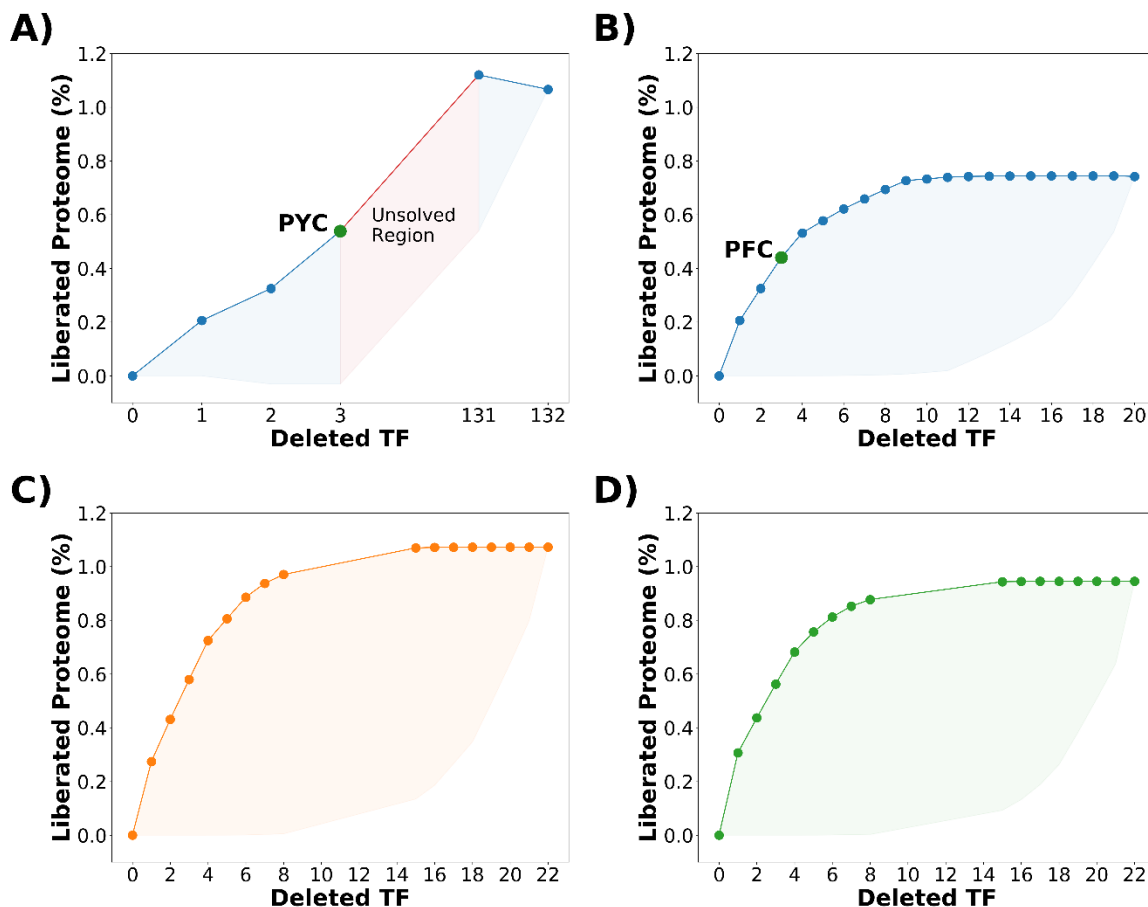 A)
Liberated Proteome (%)
1.2
1.0
0.8
0.6
0.4
0.2
0.0
PYC
Unsolved
Region
0 1 2 3 131 132
Deleted TF
B)
Liberated Proteome (%)
1.2
1.0
0.8
0.6
0.4
0.2
0.0
PFC
0 2 4 6 8 10 12 14 16 18 20
Deleted TF
C)
Liberated Proteome (%)
1.2
1.0
0.8
0.6
0.4
0.2
0.0
0 2 4 6 8 10 12 14 16 18 20 22
Deleted TF
D)
Liberated Proteome (%)
1.2
1.0
0.8
0.6
0.4
0.2
0.0
0 2 4 6 8 10 12 14 16 18 20 22
Deleted TF